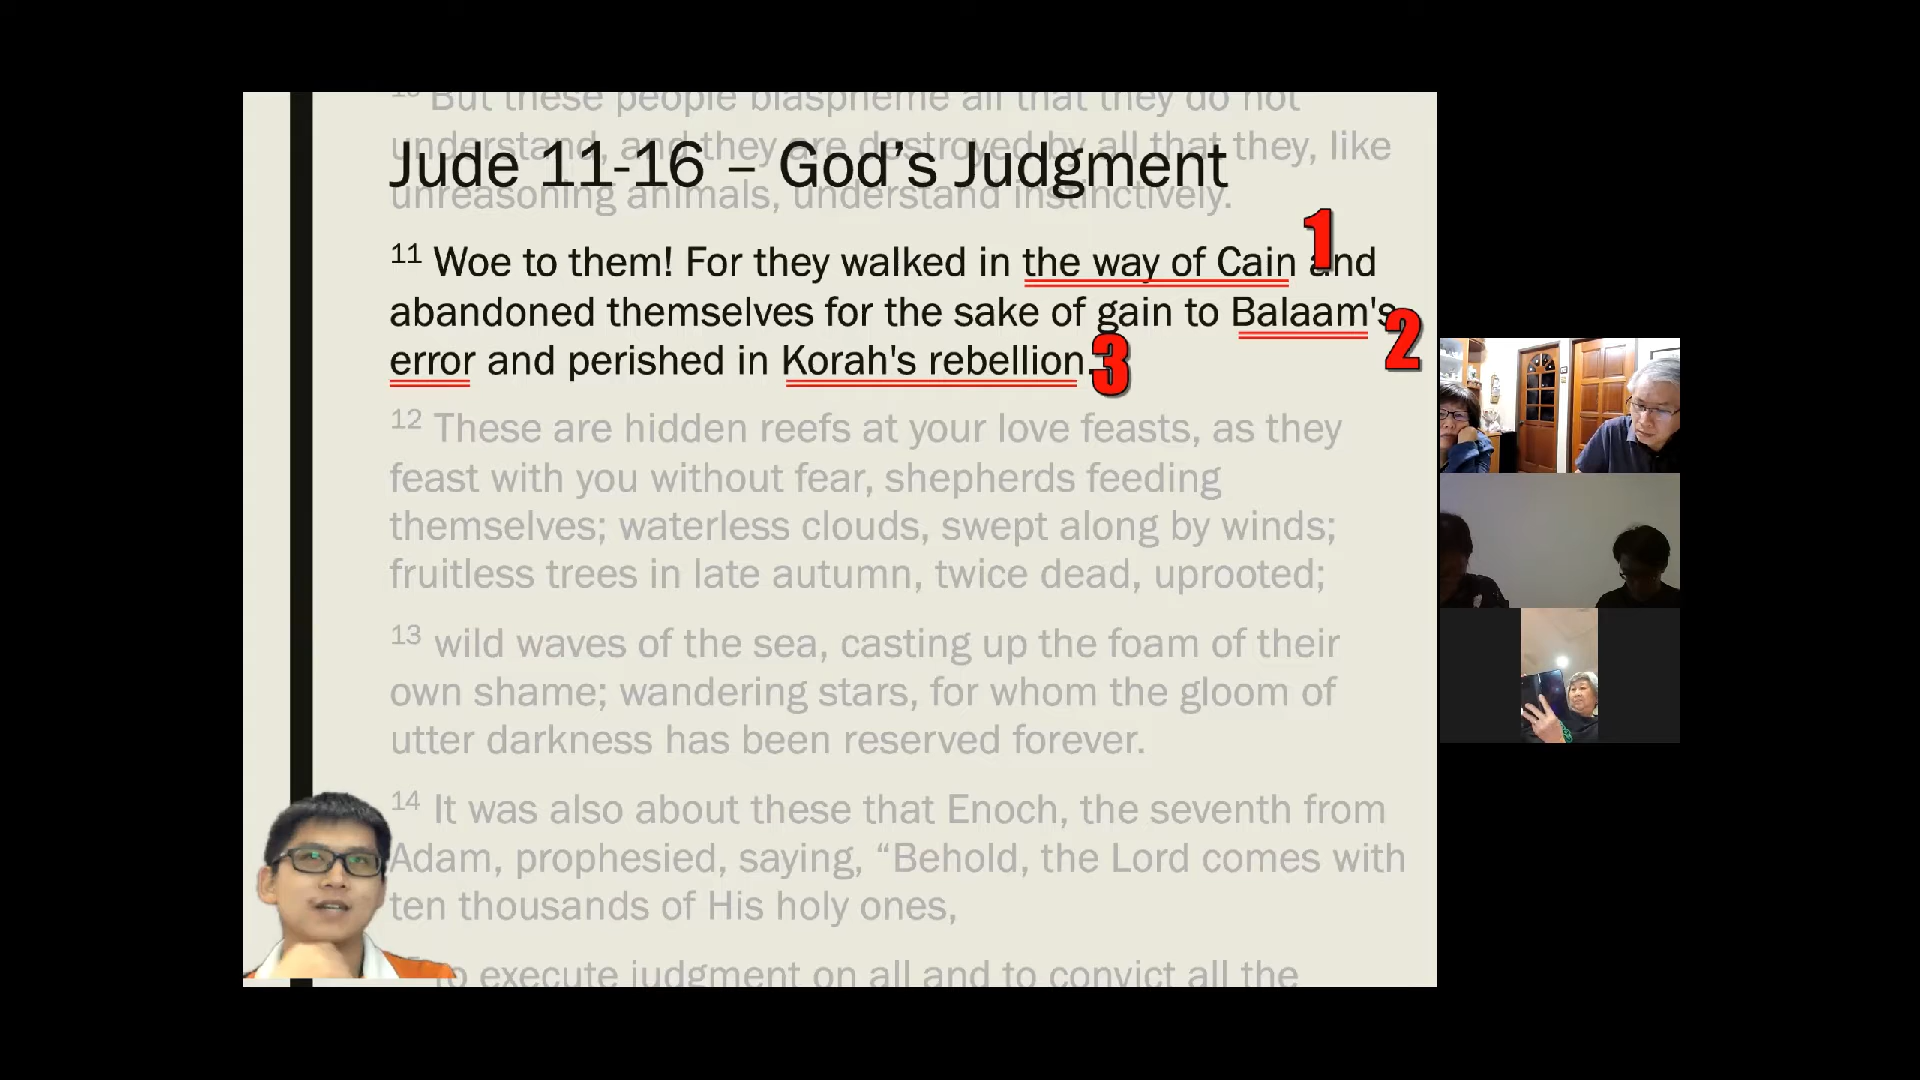 10 But these people blaspheme all that they do not
understand, and they are destroyed by all that they, like
unreasoning animals, understand instinctively.
Jude 11-16 – God’s Judgment
11 Woe to them! For they walked in the way of Cain and
abandoned themselves for the sake of gain to Balaam's
error and perished in Korah's rebellion.
1
2
3
12 These are hidden reefs at your love feasts, as they
feast with you without fear, shepherds feeding
themselves; waterless clouds, swept along by winds;
fruitless trees in late autumn, twice dead, uprooted;
13 wild waves of the sea, casting up the foam of their
own shame; wandering stars, for whom the gloom of
utter darkness has been reserved forever.
14 It was also about these that Enoch, the seventh from
Adam, prophesied, saying, “Behold, the Lord comes with
ten thousands of His holy ones,
to execute judgment on all and to convict all the